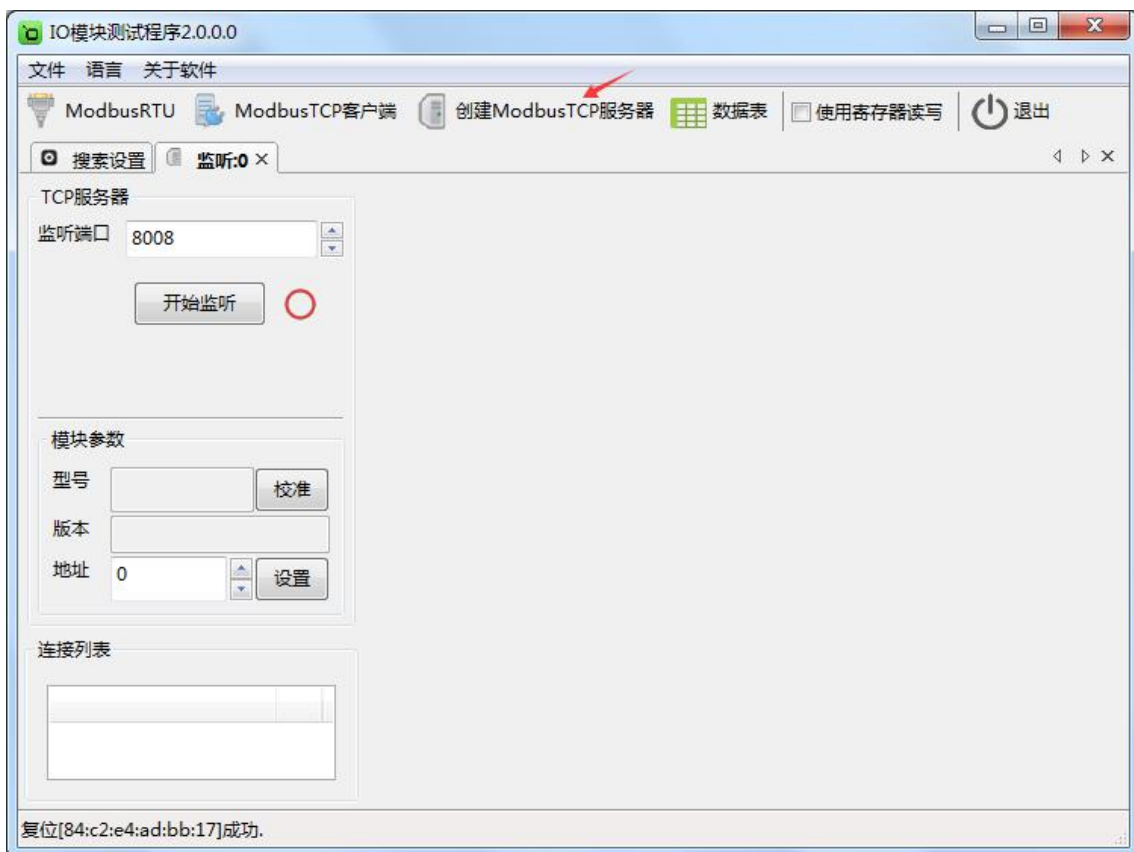 IO模块测试程序2.0.0.0
文件 语言 关于软件
ModbusRTU ModbusTCP客户端 创建ModbusTCP服务器 数据表 使用寄存器读写 退出
搜索设置 监听:0
TCP服务器
监听端口 8008
开始监听
模块参数
型号 校准
版本
地址 0 设置
连接列表
复位[84:c2:e4:ad:bb:17]成功.